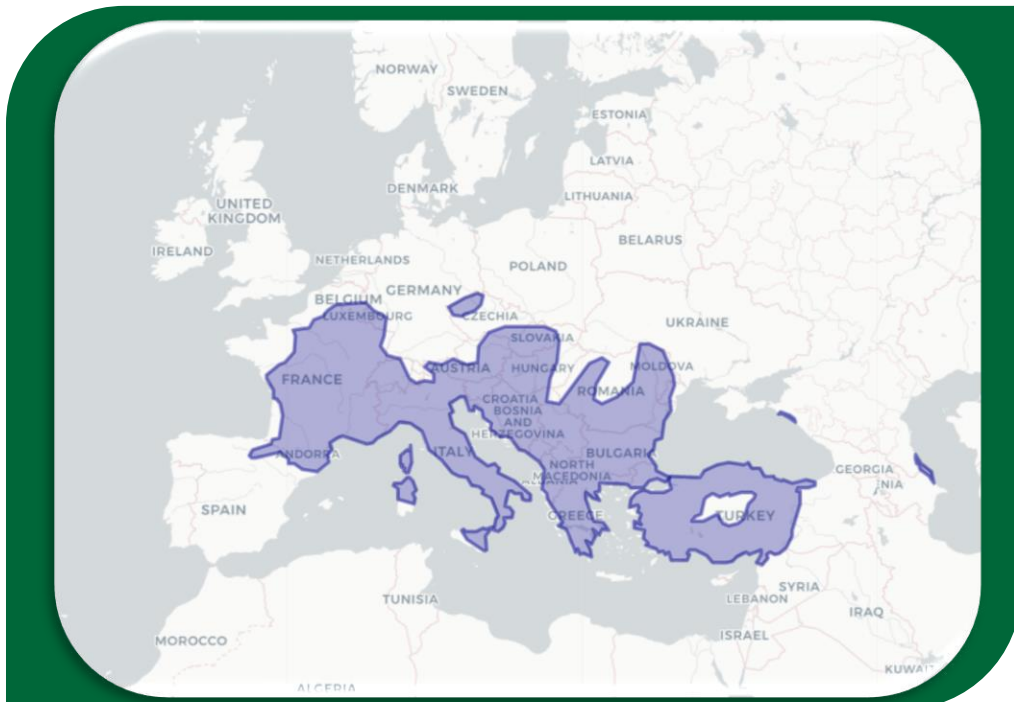 NORWAY
SWEDEN
ESTONIA
LATVIA
DENMARK
LITHUANIA
UNITED
KINGDOM
BELARUS
IRELAND
NETHERLANDS
POLAND
GERMANY
BELGIUM
LUXEMBOURG
CZECHIA
UKRAINE
SLOVAKIA
AUSTRIA
HUNGARY
MOLDOVA
FRANCE
ROMANIA
CROATIA
BOSNIA
AND
HERZEGOVINA
ANDORRA
ITALY
BULGARIA
NORTH
MACEDONIA
ALBANIA
GEORGIA
NIA
SPAIN
GREECE
TURKEY
SYRIA
TUNISIA
LEBANON
IRAQ
MOROCCO
ISRAEL
KUWAIT
ALGERIA